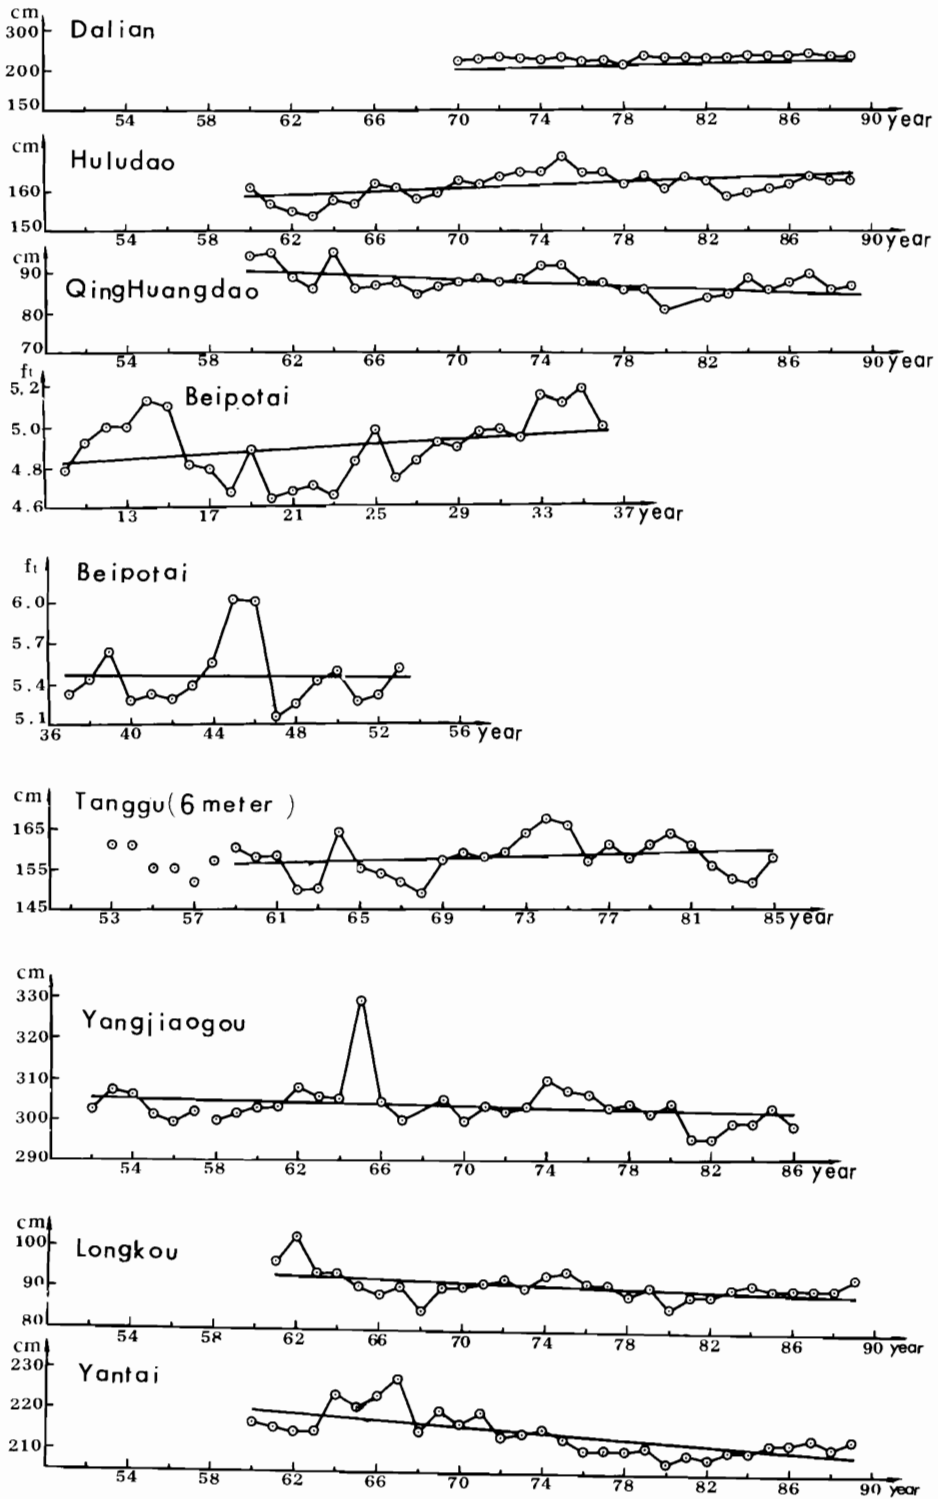 cm
300
Dalian
200
150
54 58 62 66 70 74 78 82 86 90 year
cm
Huludao
160
150
54 58 62 66 70 74 78 82 86 90 year
cm
90
QingHuangdao
80
70
54 58 62 66 70 74 78 82 86 90 year
ft
5.2
Beipotai
5.0
4.8
4.6
13 17 21 25 29 33 37 year
ft
Beipotai
6.0
5.7
5.4
5.1
36 40 44 48 52 56 year
cm
Tanggu(6 meter )
165
155
145
53 57 61 65 69 73 77 81 85 year
cm
330
Yangjiaogou
320
310
300
290
54 58 62 66 70 74 78 82 86 year
cm
100
Longkou
90
80
54 58 62 66 70 74 78 82 86 90 year
cm
230
Yantai
220
210
54 58 62 66 70 74 78 82 86 90 year